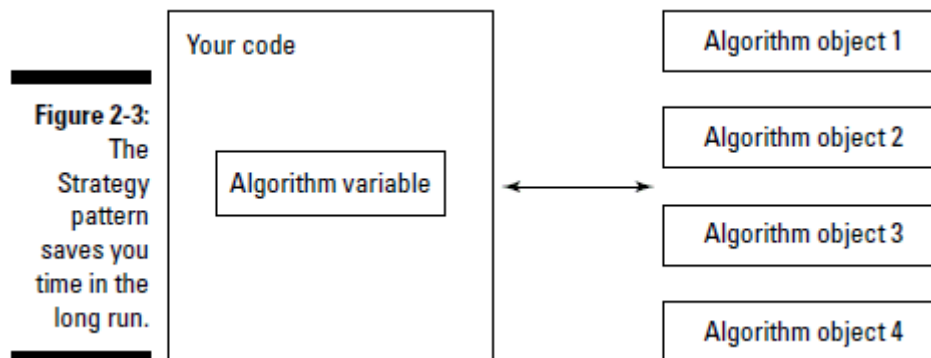 Your code
Algorithm variable
Figure 2-3:
The
Strategy
pattern
saves you
time in the
long run.
Algorithm object 1
Algorithm object 2
Algorithm object 3
Algorithm object 4